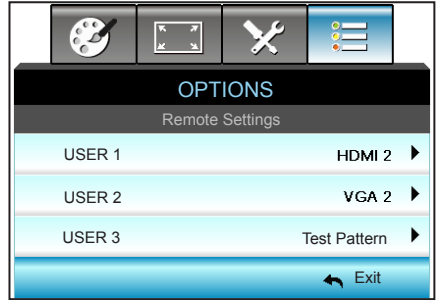 OPTIONS
Remote Settings
USER 1 HDMI 2
USER 2 VGA 2
USER 3 Test Pattern
Exit